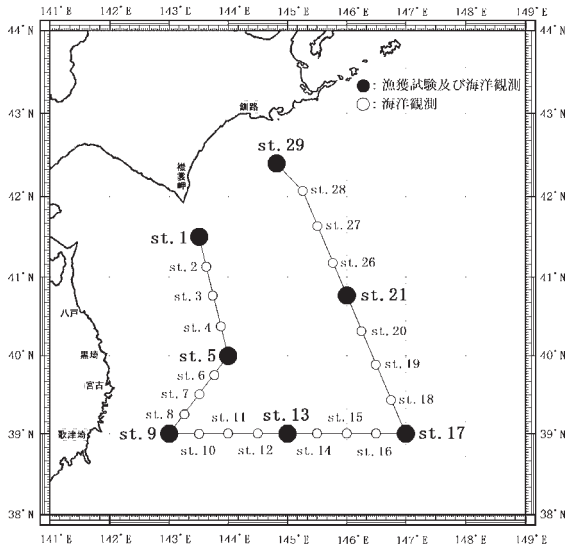 141°E 142°E 143°E 144°E 145°E 146°E 147°E 148°E 149°E
44°N 44°N
●：漁獲試験及び海洋観測
○：海洋観測
43°N 釧路 43°N
st.29
襟裳岬
st.28
42°N 42°N
st.27
st.1
st.2 st.26
41°N 41°N
st.3 st.21
八戸 st.4 st.20
黒埼
40°N st.5 40°N
st.6 st.19
宮古 st.7
st.8 st.11 st.13 st.15 st.18
歌津埼
39°N st.9 st.17 39°N
st.10 st.12 st.14 st.16
38°N 38°N
141°E 142°E 143°E 144°E 145°E 146°E 147°E 148°E 149°E